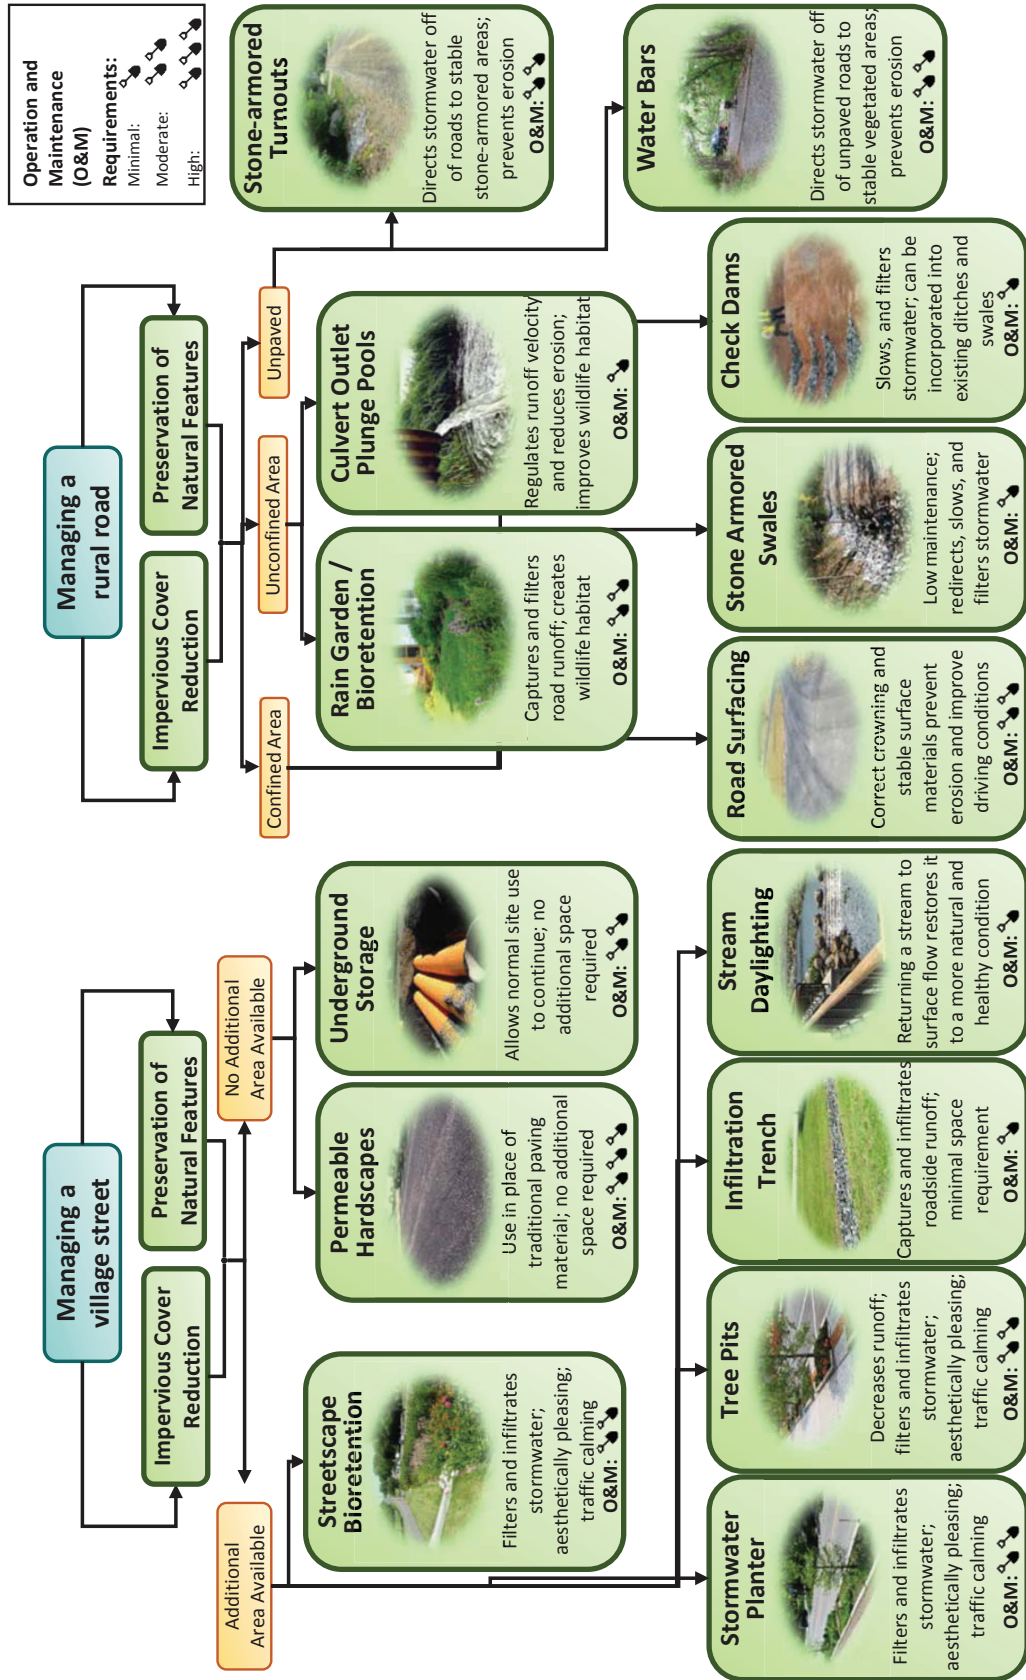 Managing a
village street
Impervious Cover
Reduction
Preservation of
Natural Features
Additional
Area Available
No Additional
Area Available
Streetscape
Bioretention
Filters and infiltrates
stormwater;
aesthetically pleasing;
traffic calming
O&M:
Permeable
Hardscapes
Use in place of
traditional paving
material; no additional
space required
O&M:
Underground
Storage
Allows normal site use
to continue; no
additional space
required
O&M:
Stormwater
Planter
Filters and infiltrates
stormwater;
aesthetically pleasing;
traffic calming
O&M:
Tree Pits
Decreases runoff;
filters and infiltrates
stormwater;
aesthetically pleasing;
traffic calming
Infiltration
Trench
Captures and infiltrates
roadside runoff;
minimal space
requirement
O&M:
Stream
Daylighting
Returning a stream to
surface flow restores it
to a more natural and
healthy condition
O&M:
Managing a
rural road
Impervious Cover
Reduction
Preservation of
Natural Features
Confined Area
Unconfined Area
Unpaved
Rain Garden /
Bioretention
Captures and filters
road runoff; creates
wildlife habitat
O&M:
Culvert Outlet
Plunge Pools
Regulates runoff velocity
and reduces erosion;
improves wildlife habitat
O&M:
Road Surfacing
Correct crowning and
stable surface
materials prevent
erosion and improve
driving conditions
O&M:
Stone Armored
Swales
Low maintenance;
redirects, slows, and
filters stormwater
O&M:
Check Dams
Slows, and filters
stormwater; can be
incorporated into
existing ditches and
swales
O&M:
Operation and
Maintenance
(O&M)
Requirements:
Minimal:
Moderate:
High:
Stone-armored
Turnouts
Directs stormwater off
of roads to stable
stone-armored areas;
prevents erosion
O&M:
Water Bars
Directs stormwater off
of unpaved roads to
stable vegetated areas;
prevents erosion
O&M: